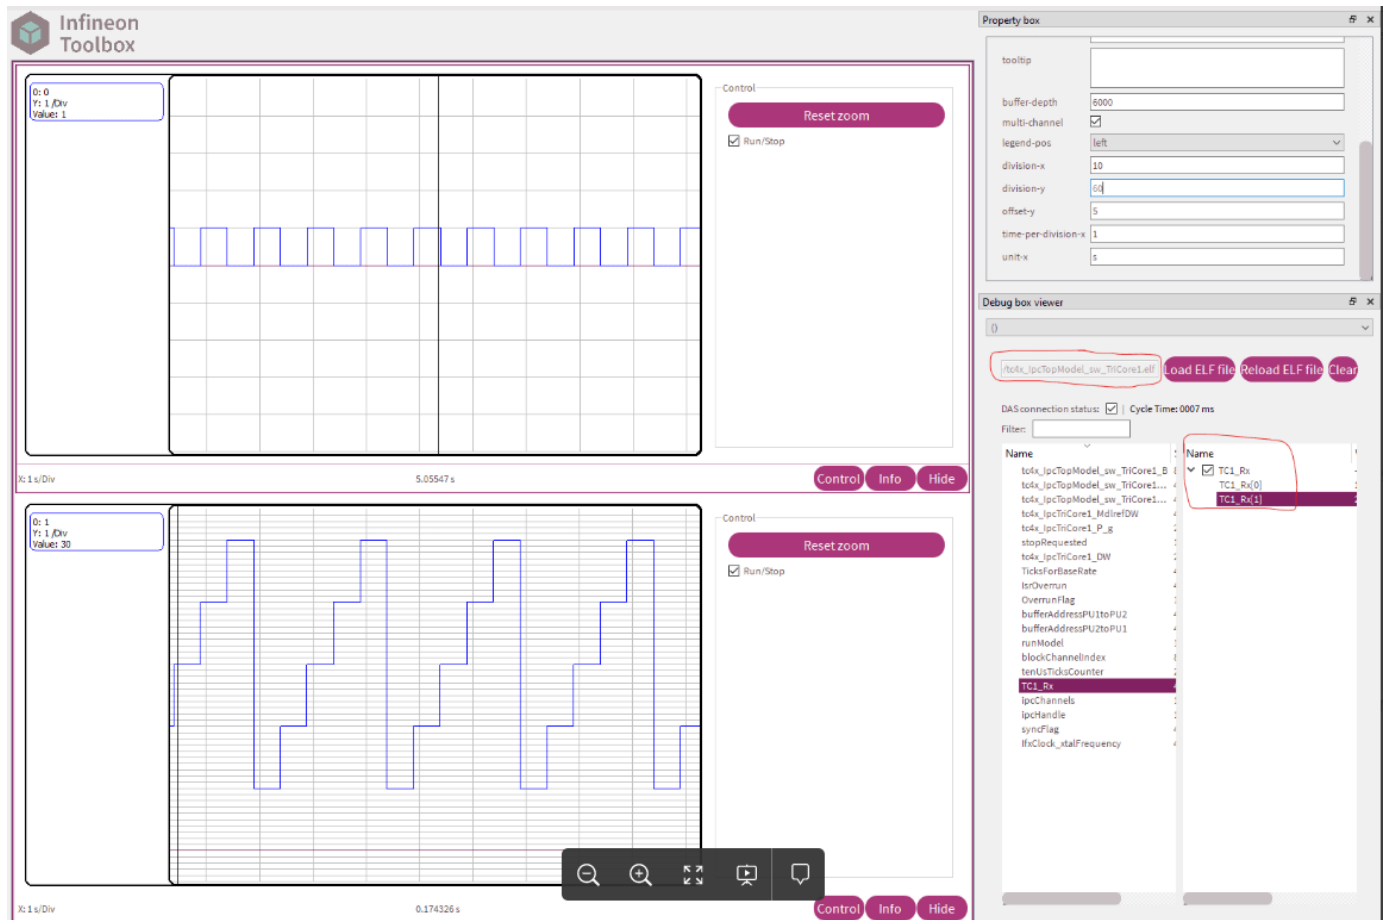 Infineon
Toolbox
0: 0
Y: 1 /Div
Value: 1
Control
Reset zoom
Run/Stop
X: 1 s/Div
5.05547 s
Control
Info
Hide
0: 1
Y: 1 /Div
Value: 30
Control
Reset zoom
Run/Stop
X: 1 s/Div
0.174326 s
Control
Info
Hide
Property box
tooltip
buffer-depth 6000
multi-channel
legend-pos left
division-x 10
division-y 60
offset-y 5
time-per-division-x 1
unit-x s
Debug box viewer
()
/tc4x_IpcTopModel_sw_TriCore1.elf
Load ELF file
Reload ELF file
Clear
DAS connection status: | Cycle Time: 0007 ms
Filter:
Name
tc4x_IpcTopModel_sw_TriCore1_B
tc4x_IpcTopModel_sw_TriCore1...
tc4x_IpcTopModel_sw_TriCore1...
tc4x_IpcTriCore1_MdlrefDW
tc4x_IpcTriCore1_P_g
stopRequested
tc4x_IpcTriCore1_DW
TicksForBaseRate
IsrOverrun
OverrunFlag
bufferAddressPU1toPU2
bufferAddressPU2toPU1
runModel
blockChannelIndex
tenUsTicksCounter
TC1_Rx
ipcChannels
ipcHandle
syncFlag
IfxClock_xtalFrequency
Name
TC1_Rx
TC1_Rx[0]
TC1_Rx[1]